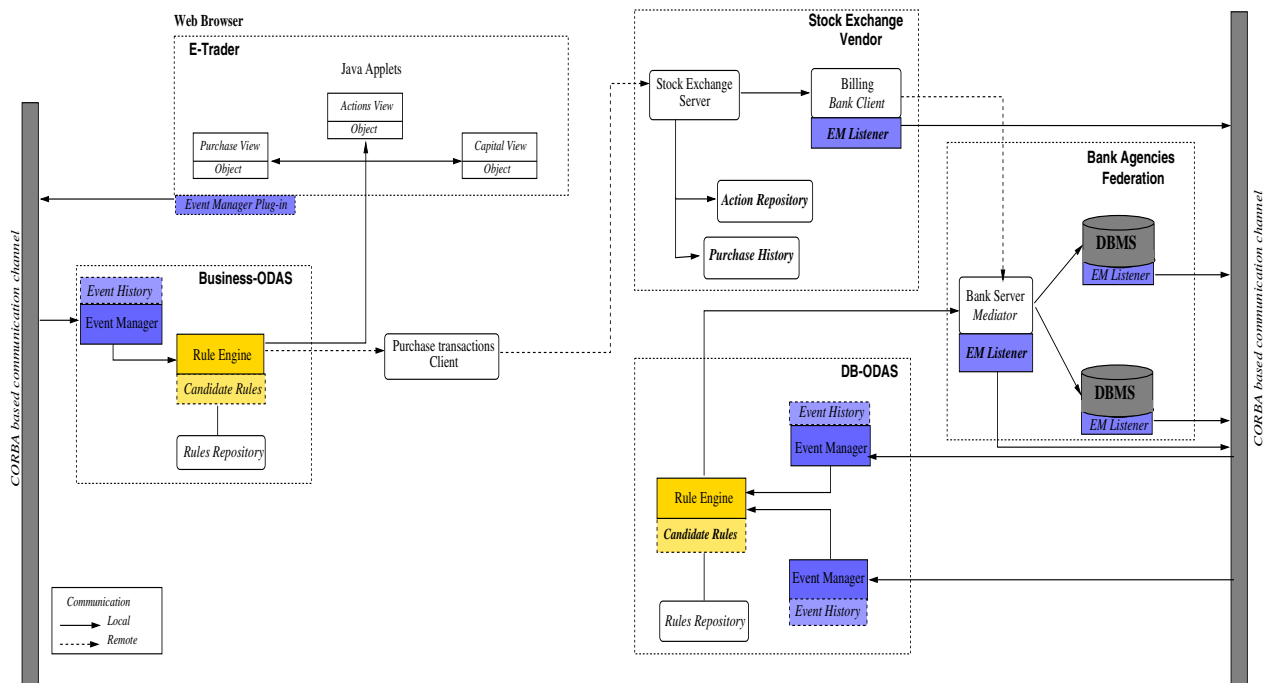 Web Browser
E-Trader
Java Applets
Actions View
Object
Purchase View
Object
Capital View
Object
Event Manager Plug-in
CORBA based communication channel
Business-ODAS
Event History
Event Manager
Rule Engine
Candidate Rules
Rules Repository
Purchase transactions
Client
Communication
Local
Remote
Stock Exchange
Vendor
Stock Exchange
Server
Billing
Bank Client
EM Listener
Action Repository
Purchase History
Bank Agencies
Federation
DBMS
EM Listener
Bank Server
Mediator
EM Listener
DBMS
EM Listener
DB-ODAS
Event History
Event Manager
Rule Engine
Candidate Rules
Event Manager
Event History
Rules Repository
CORBA based communication channel